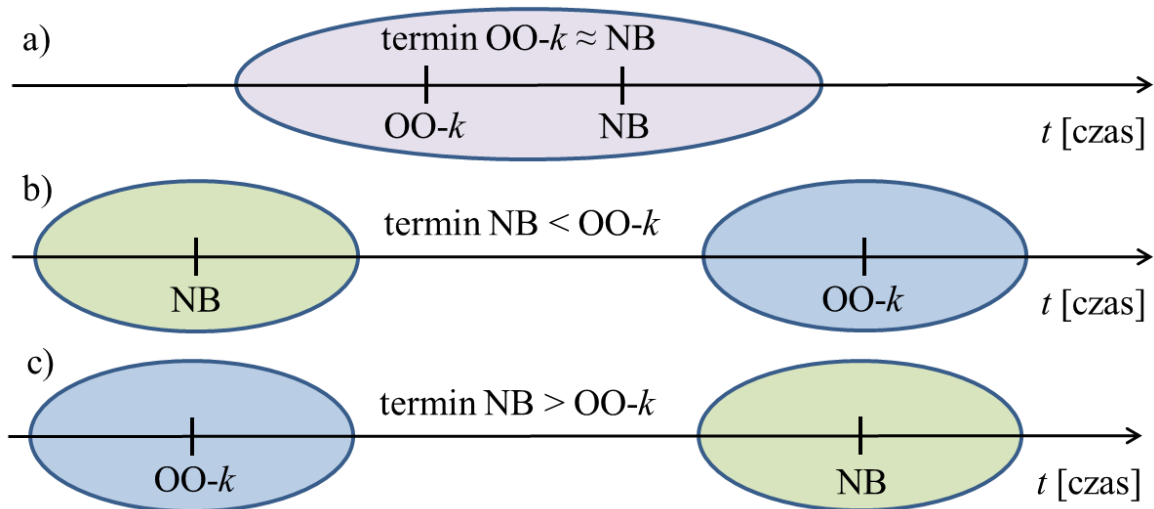 a)
termin OO-k ≈ NB
OO-k
NB
t [czas]
b)
termin NB < OO-k
NB
OO-k
t [czas]
c)
termin NB > OO-k
OO-k
NB
t [czas]